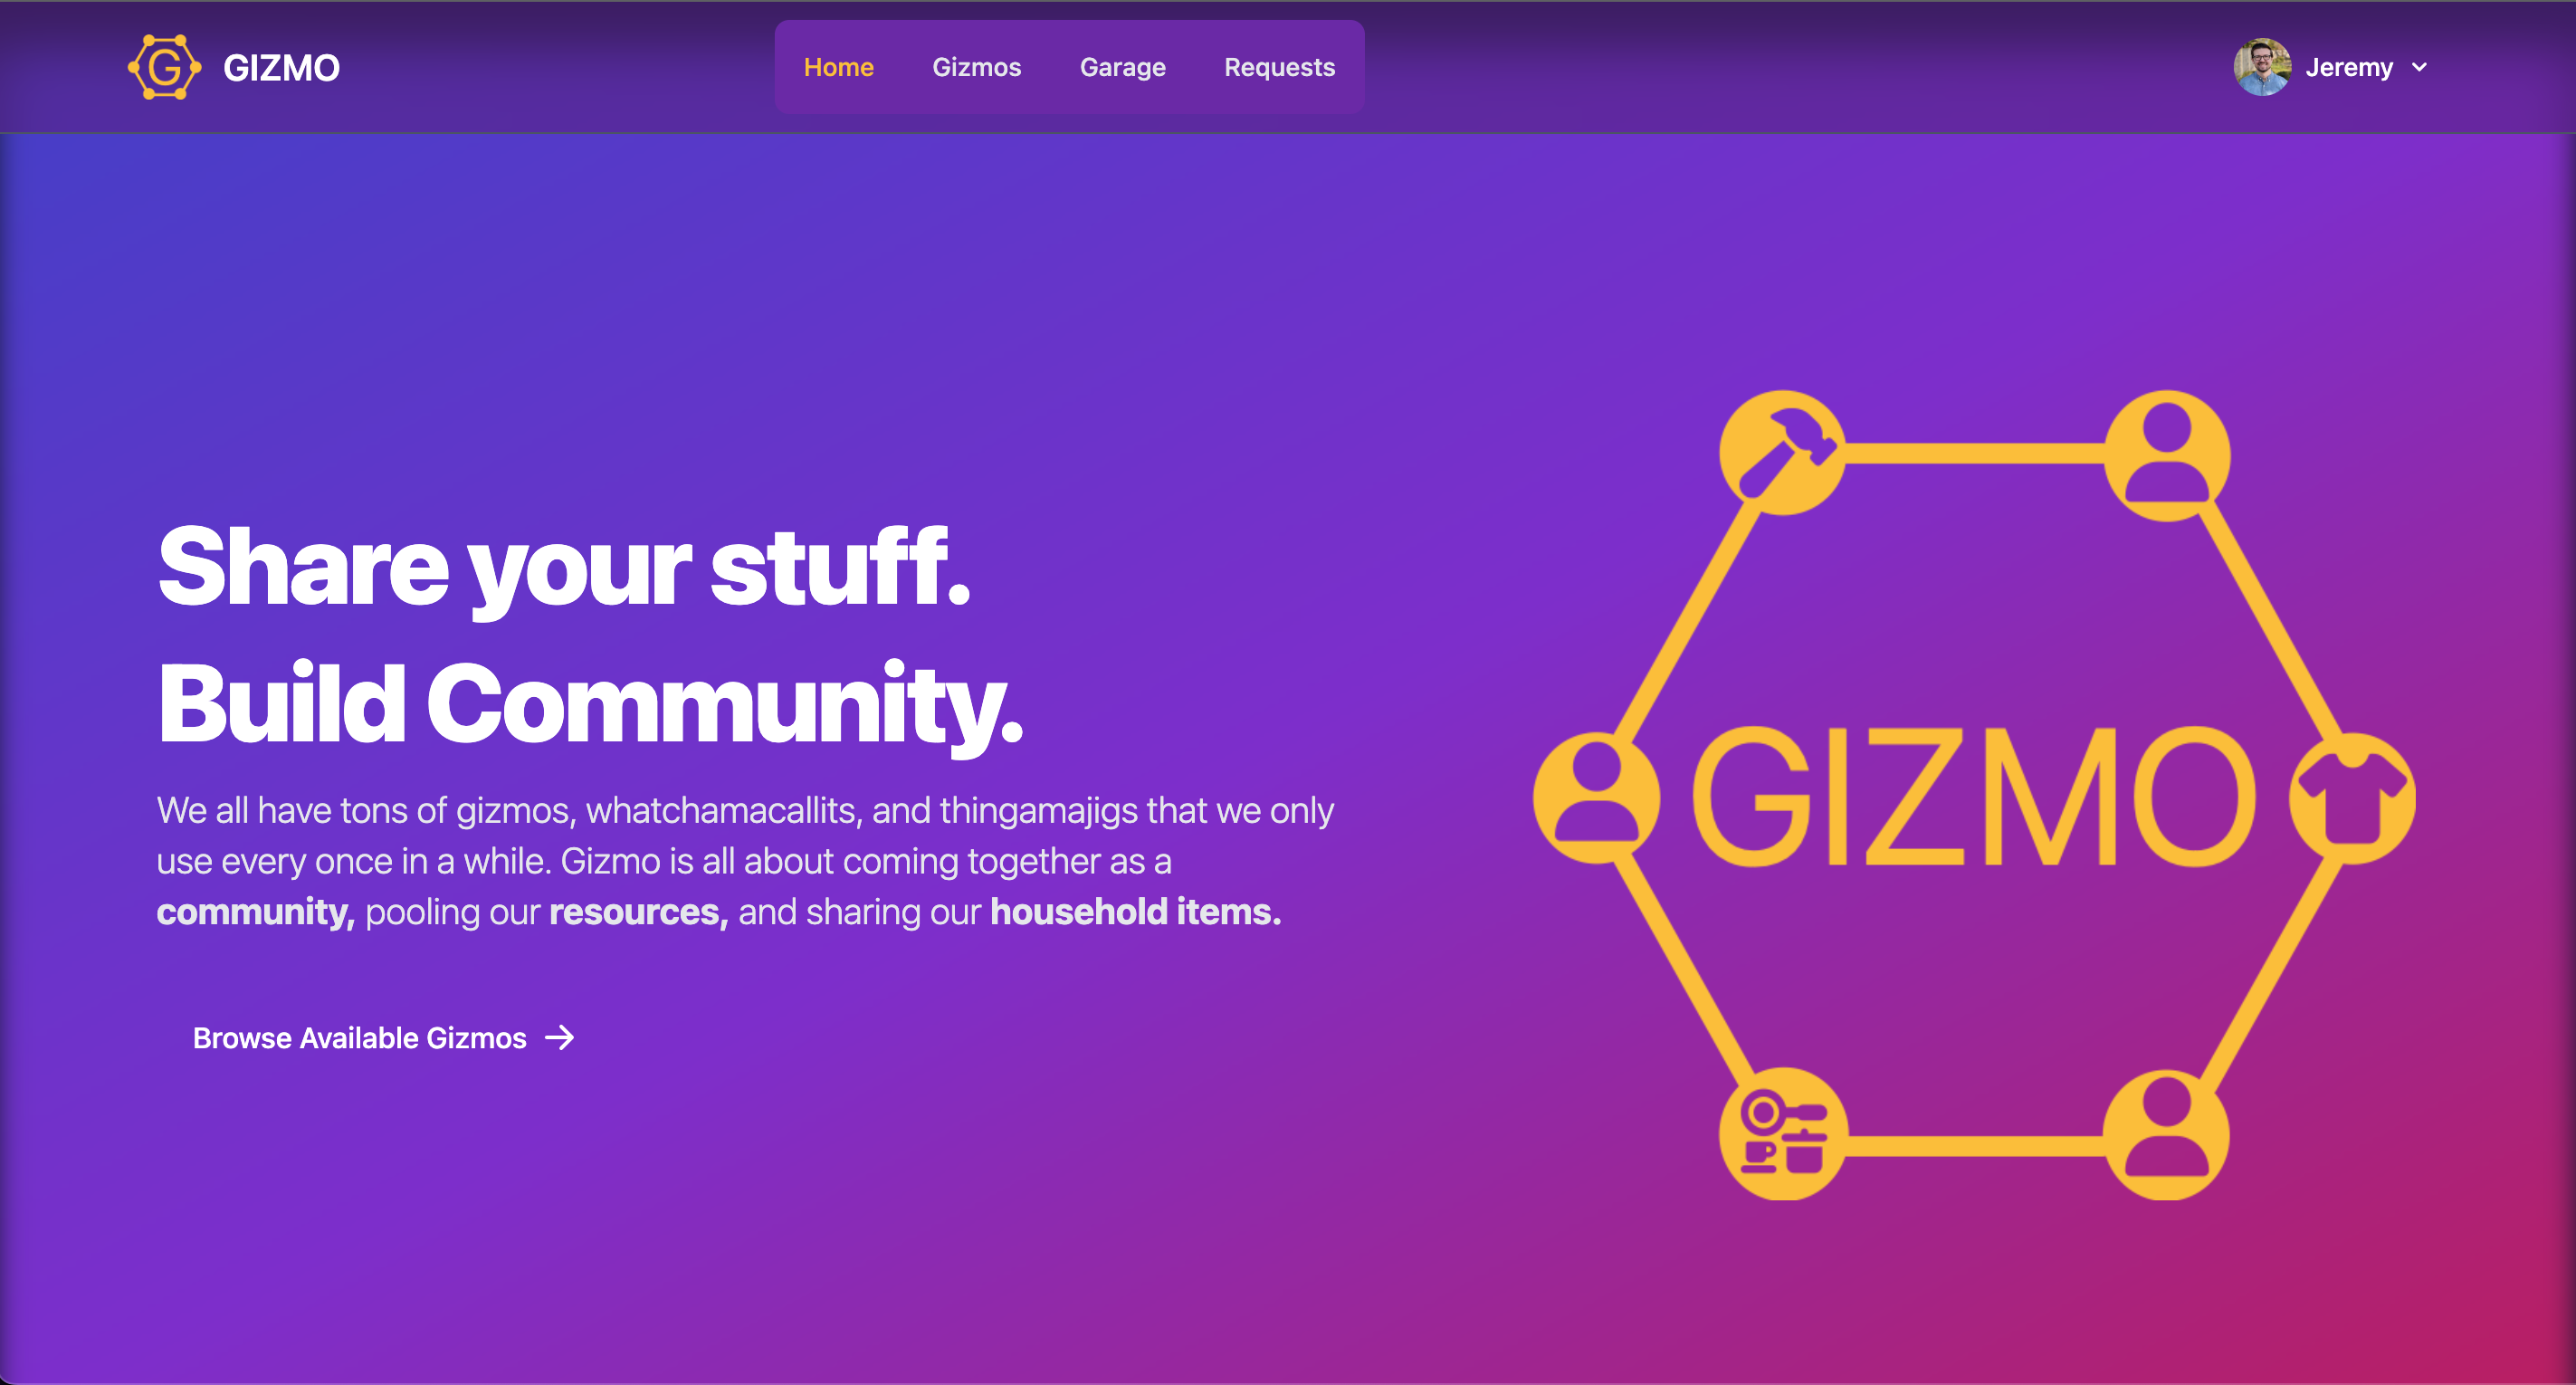 G GIZMO
Home Gizmos Garage Requests
Jeremy
Share your stuff.
Build Community.
We all have tons of gizmos, whatchamacallits, and thingamajigs that we only
use every once in a while. Gizmo is all about coming together as a
community, pooling our resources, and sharing our household items.
Browse Available Gizmos
GIZMO